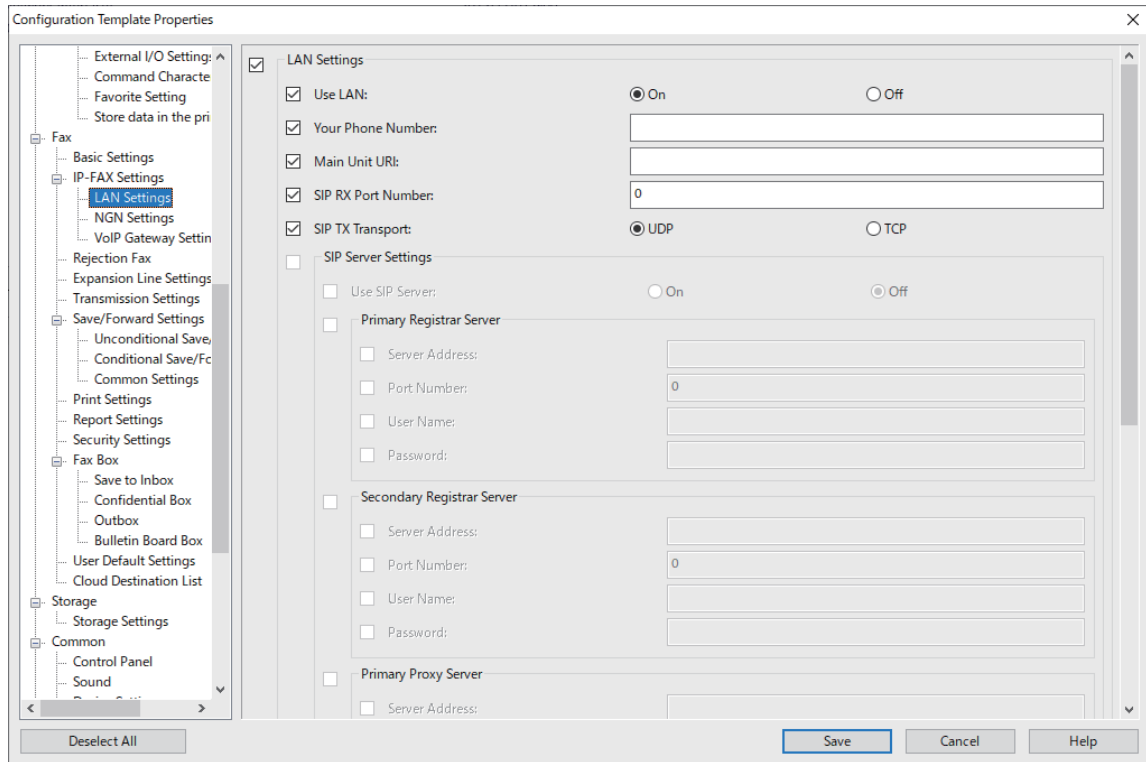 Configuration Template Properties
External I/O Settings
Command Characte
Favorite Setting
Store data in the pri
Fax
Basic Settings
IP-FAX Settings
LAN Settings
NGN Settings
VoIP Gateway Settin
Rejection Fax
Expansion Line Settings
Transmission Settings
Save/Forward Settings
Unconditional Save/
Conditional Save/Fo
Common Settings
Print Settings
Report Settings
Security Settings
Fax Box
Save to Inbox
Confidential Box
Outbox
Bulletin Board Box
User Default Settings
Cloud Destination List
Storage
Storage Settings
Common
Control Panel
Sound
LAN Settings
Use LAN: On Off
Your Phone Number:
Main Unit URI:
SIP RX Port Number: 0
SIP TX Transport: UDP TCP
SIP Server Settings
Use SIP Server: On Off
Primary Registrar Server
Server Address:
Port Number: 0
User Name:
Password:
Secondary Registrar Server
Server Address:
Port Number: 0
User Name:
Password:
Primary Proxy Server
Server Address:
Deselect All Save Cancel Help